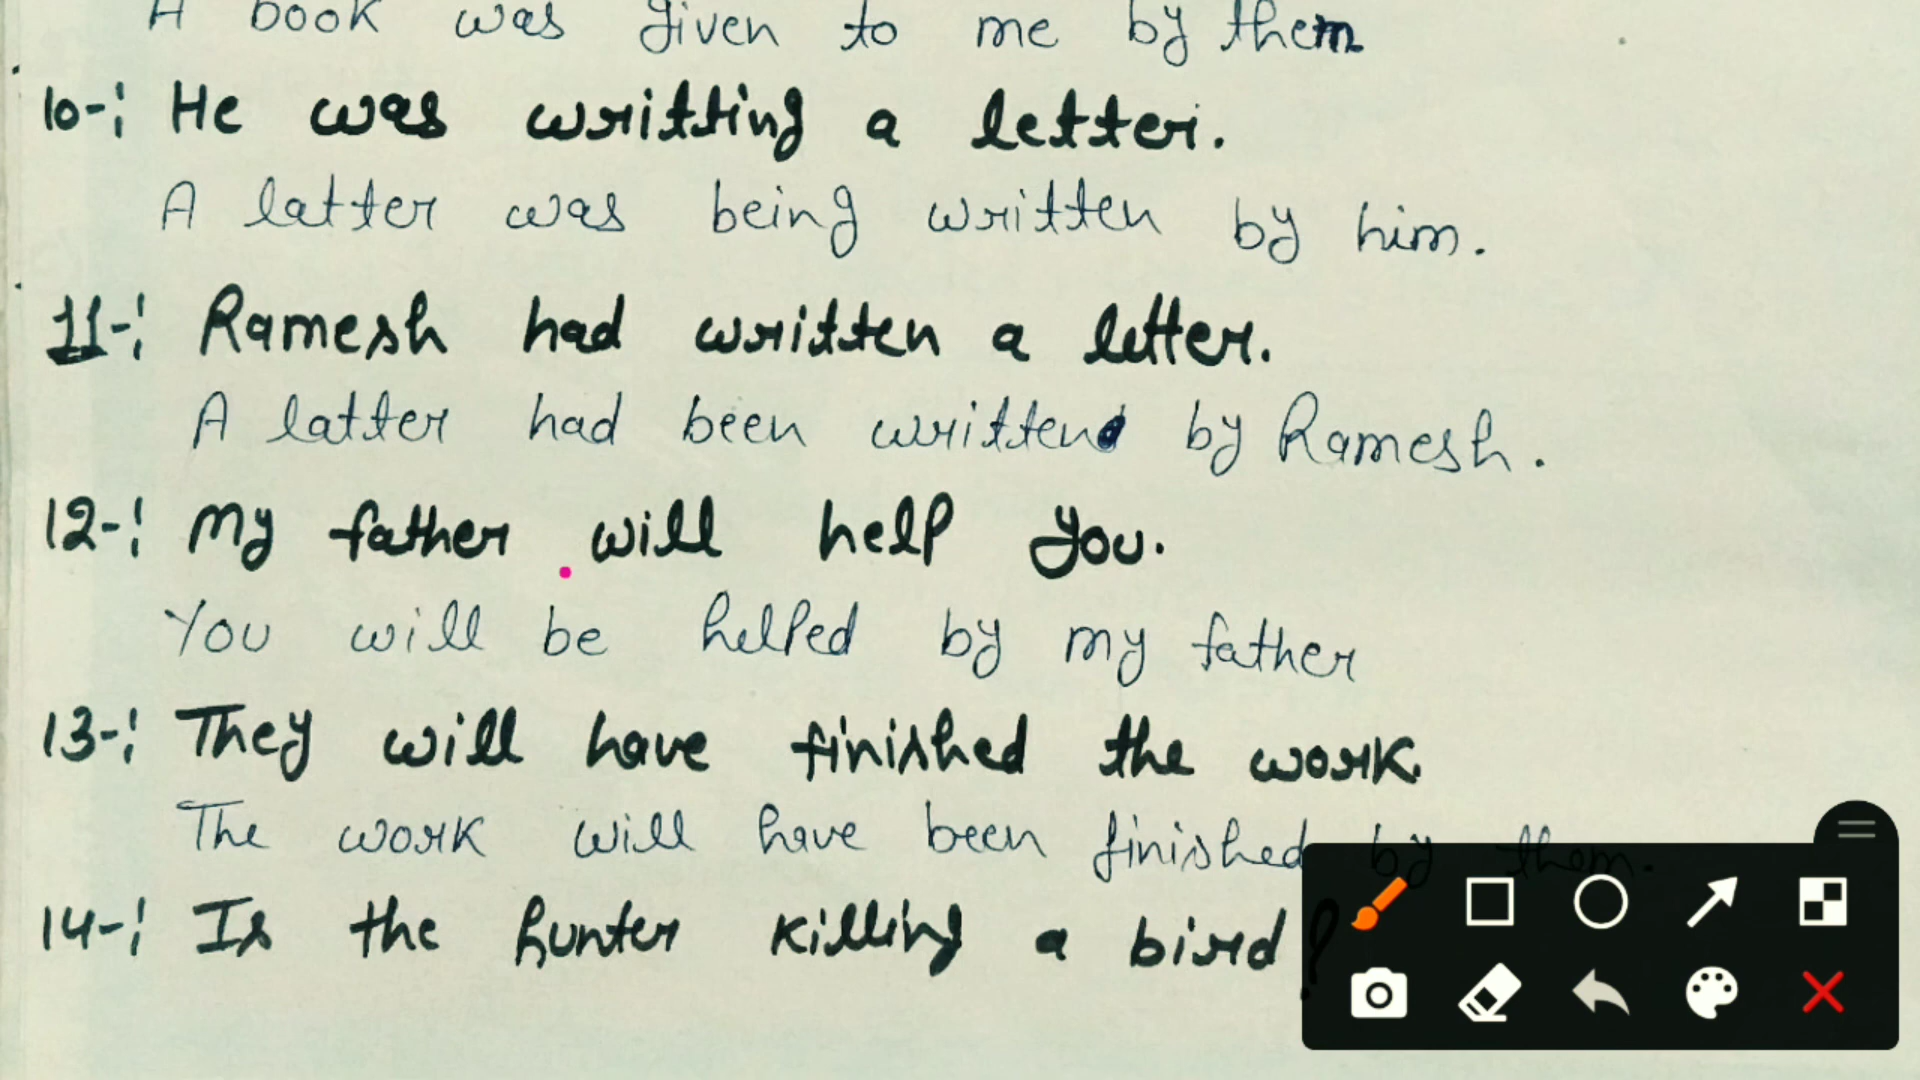 A book was given to me by them
10-: He was writting a letter.
A latter was being written by him.
11-: Ramesh had written a letter.
A latter had been written by Ramesh.
12-: My father will help you.
You will be helped by my father
13-: They will have finished the work.
The work will have been finished by them.
14-: Is the hunter killing a bird?